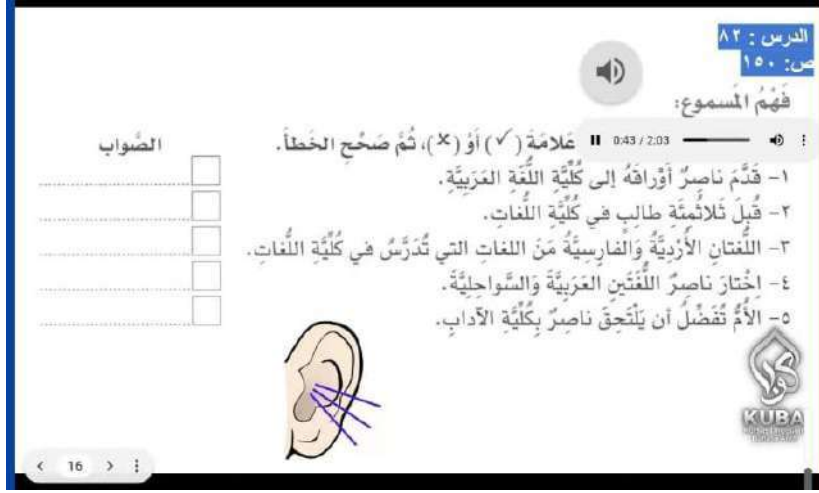 الدرس : ٨٢
ص: ١٥٠
فَهْمُ المَسموع:
عَلامَةَ (✓) أَوْ (×)، ثُمَّ صَحِّحِ الخَطأَ.
0:43 / 2:03
الصَّواب
١- قَدَّمَ ناصِرٌ أَوْراقَهُ إلى كُلِّيَّةِ اللُّغَةِ العَرَبِيَّةِ.
٢- قُبِلَ ثَلاثُمِئَةِ طالِبٍ في كُلِّيَّةِ اللُّغاتِ.
٣- اللُّغَتانِ الأُرْدِيَّةُ وَالفارِسِيَّةُ مَنَ اللغاتِ التي تُدَرَّسُ في كُلِّيَّةِ اللُّغاتِ.
٤- اِخْتارَ ناصِرٌ اللُّغَتَينِ العَرَبِيَّةَ وَالسَّواحِلِيَّةَ.
٥- الأُمُّ تُفَضِّلُ أن يَلْتَحِقَ ناصِرٌ بِكُلِّيَّةِ الآدابِ.
KUBA
16